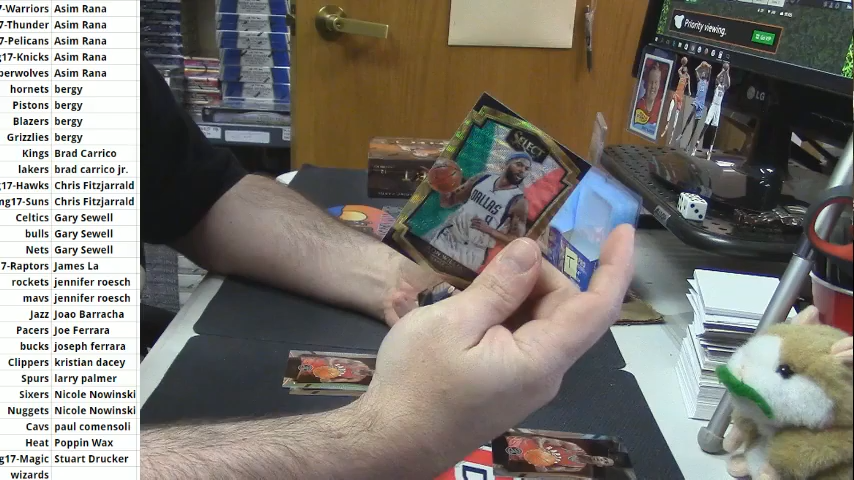 7-Warriors Asim Rana
17-Thunder Asim Rana
17-Pelicans Asim Rana
g17-Knicks Asim Rana
perwolves Asim Rana
hornets bergy
Pistons bergy
Blazers bergy
Grizzlies bergy
Kings Brad Carrico
lakers brad carrico jr.
g17-Hawks Chris Fitzjarrald
ng17-Suns Chris Fitzjarrald
Celtics Gary Sewell
bulls Gary Sewell
Nets Gary Sewell
7-Raptors James La
rockets jennifer roesch
mavs jennifer roesch
Jazz Joao Barracha
Pacers Joe Ferrara
bucks joseph ferrara
Clippers kristian dacey
Spurs larry palmer
Sixers Nicole Nowinski
Nuggets Nicole Nowinski
Cavs paul comensoli
Heat Poppin Wax
g17-Magic Stuart Drucker
wizards
Priority viewing.
LG
SELECT
DALLAS